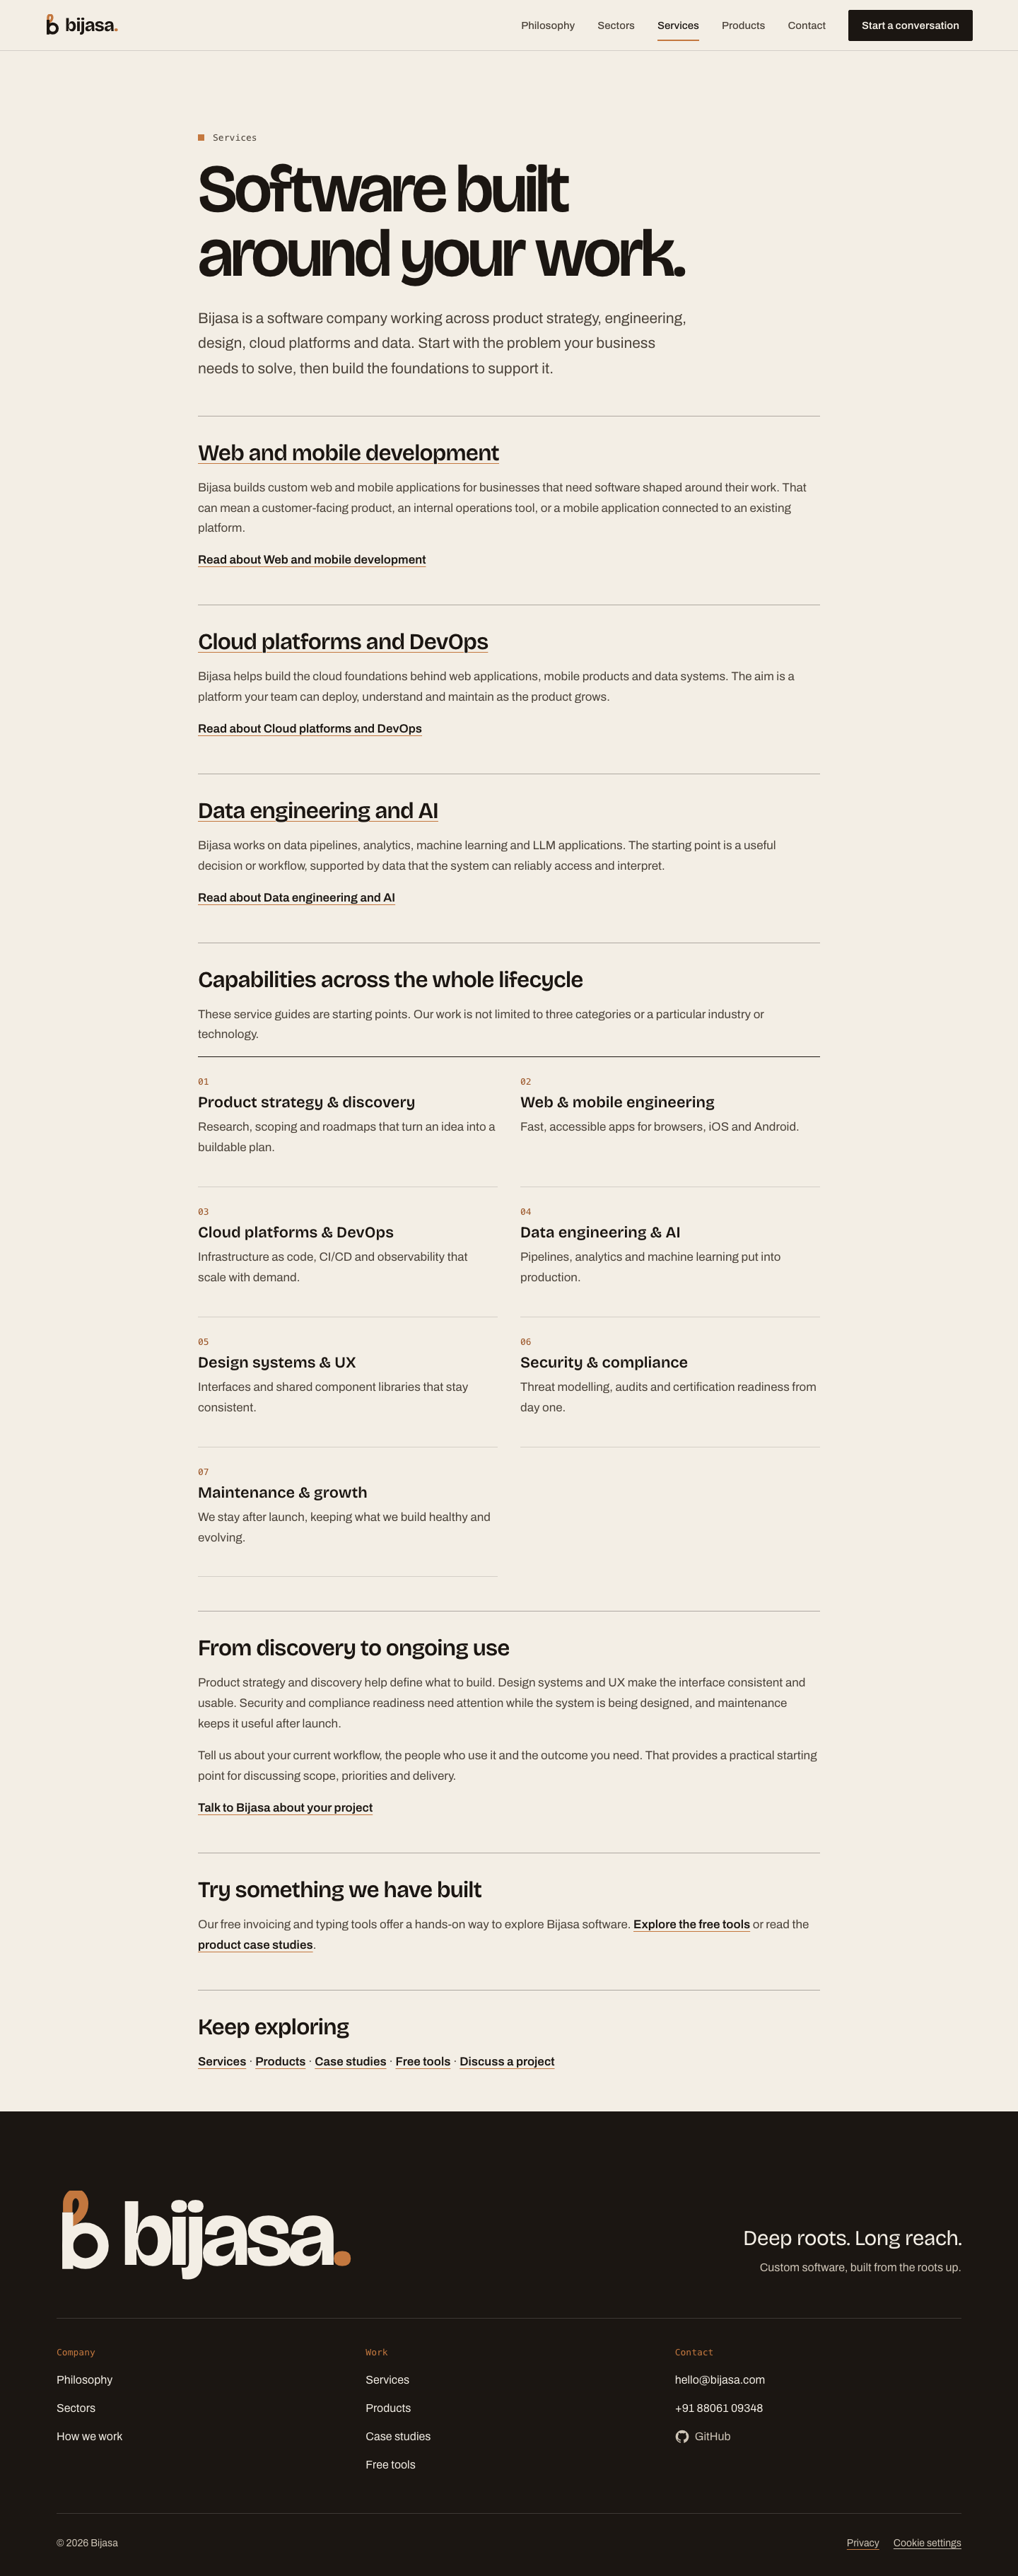 bijasa.
Philosophy
Sectors
Services
Products
Contact
Start a conversation
Services
Software built
around your work.
Bijasa is a software company working across product strategy, engineering,
design, cloud platforms and data. Start with the problem your business
needs to solve, then build the foundations to support it.
Web and mobile development
Bijasa builds custom web and mobile applications for businesses that need software shaped around their work. That
can mean a customer-facing product, an internal operations tool, or a mobile application connected to an existing
platform.
Read about Web and mobile development
Cloud platforms and DevOps
Bijasa helps build the cloud foundations behind web applications, mobile products and data systems. The aim is a
platform your team can deploy, understand and maintain as the product grows.
Read about Cloud platforms and DevOps
Data engineering and AI
Bijasa works on data pipelines, analytics, machine learning and LLM applications. The starting point is a useful
decision or workflow, supported by data that the system can reliably access and interpret.
Read about Data engineering and AI
Capabilities across the whole lifecycle
These service guides are starting points. Our work is not limited to three categories or a particular industry or
technology.
01
Product strategy & discovery
Research, scoping and roadmaps that turn an idea into a
buildable plan.
02
Web & mobile engineering
Fast, accessible apps for browsers, iOS and Android.
03
Cloud platforms & DevOps
Infrastructure as code, CI/CD and observability that
scale with demand.
04
Data engineering & AI
Pipelines, analytics and machine learning put into
production.
05
Design systems & UX
Interfaces and shared component libraries that stay
consistent.
06
Security & compliance
Threat modelling, audits and certification readiness from
day one.
07
Maintenance & growth
We stay after launch, keeping what we build healthy and
evolving.
From discovery to ongoing use
Product strategy and discovery help define what to build. Design systems and UX make the interface consistent and
usable. Security and compliance readiness need attention while the system is being designed, and maintenance
keeps it useful after launch.
Tell us about your current workflow, the people who use it and the outcome you need. That provides a practical starting
point for discussing scope, priorities and delivery.
Talk to Bijasa about your project
Try something we have built
Our free invoicing and typing tools offer a hands-on way to explore Bijasa software. Explore the free tools or read the
product case studies.
Keep exploring
Services · Products · Case studies · Free tools · Discuss a project
bijasa.
Deep roots. Long reach.
Custom software, built from the roots up.
Company
Philosophy
Sectors
How we work
Work
Services
Products
Case studies
Free tools
Contact
hello@bijasa.com
+91 88061 09348
GitHub
© 2026 Bijasa
Privacy
Cookie settings